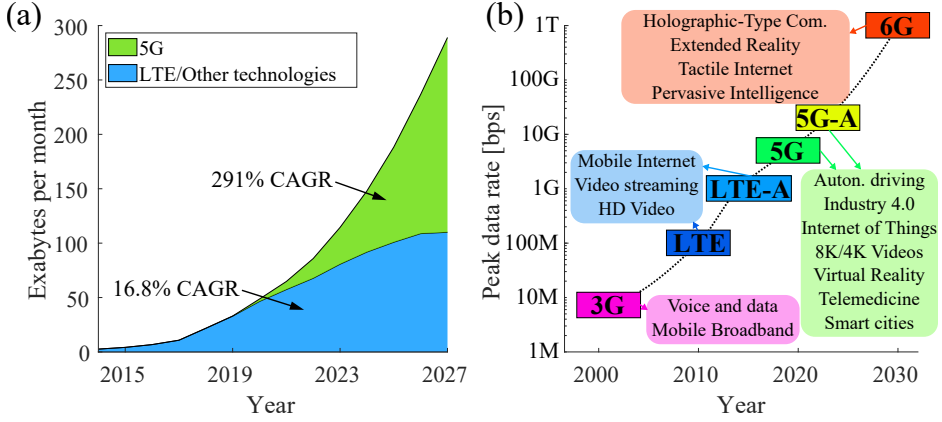 (a)
300
250
200
150
100
50
0
Exabytes per month
5G
LTE/Other technologies
291% CAGR
16.8% CAGR
2015
2019
2023
2027
Year
(b)
1T
100G
10G
1G
100M
10M
1M
Peak data rate [bps]
Holographic-Type Com.
Extended Reality
Tactile Internet
Pervasive Intelligence
6G
5G-A
5G
Mobile Internet
Video streaming
HD Video
LTE-A
LTE
3G
Voice and data
Mobile Broadband
Auton. driving
Industry 4.0
Internet of Things
8K/4K Videos
Virtual Reality
Telemedicine
Smart cities
2000
2010
2020
2030
Year